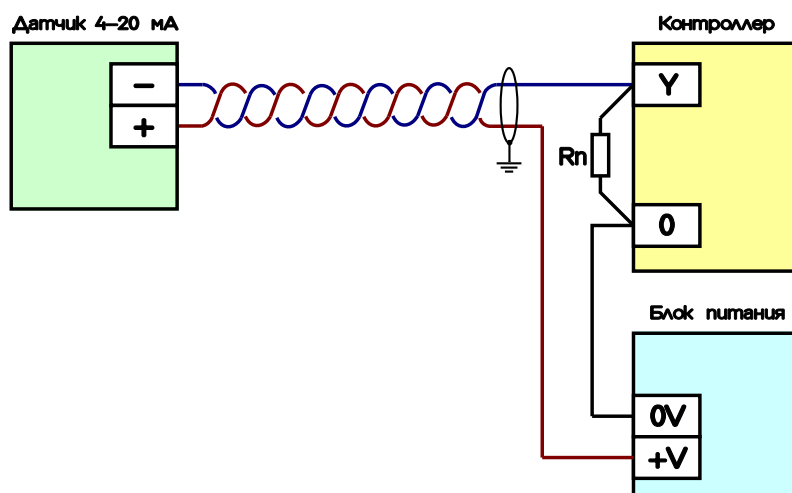 Датчик 4-20 мА
Контроллер
−
+
Y
Rn
0
Блок питания
0V
+V